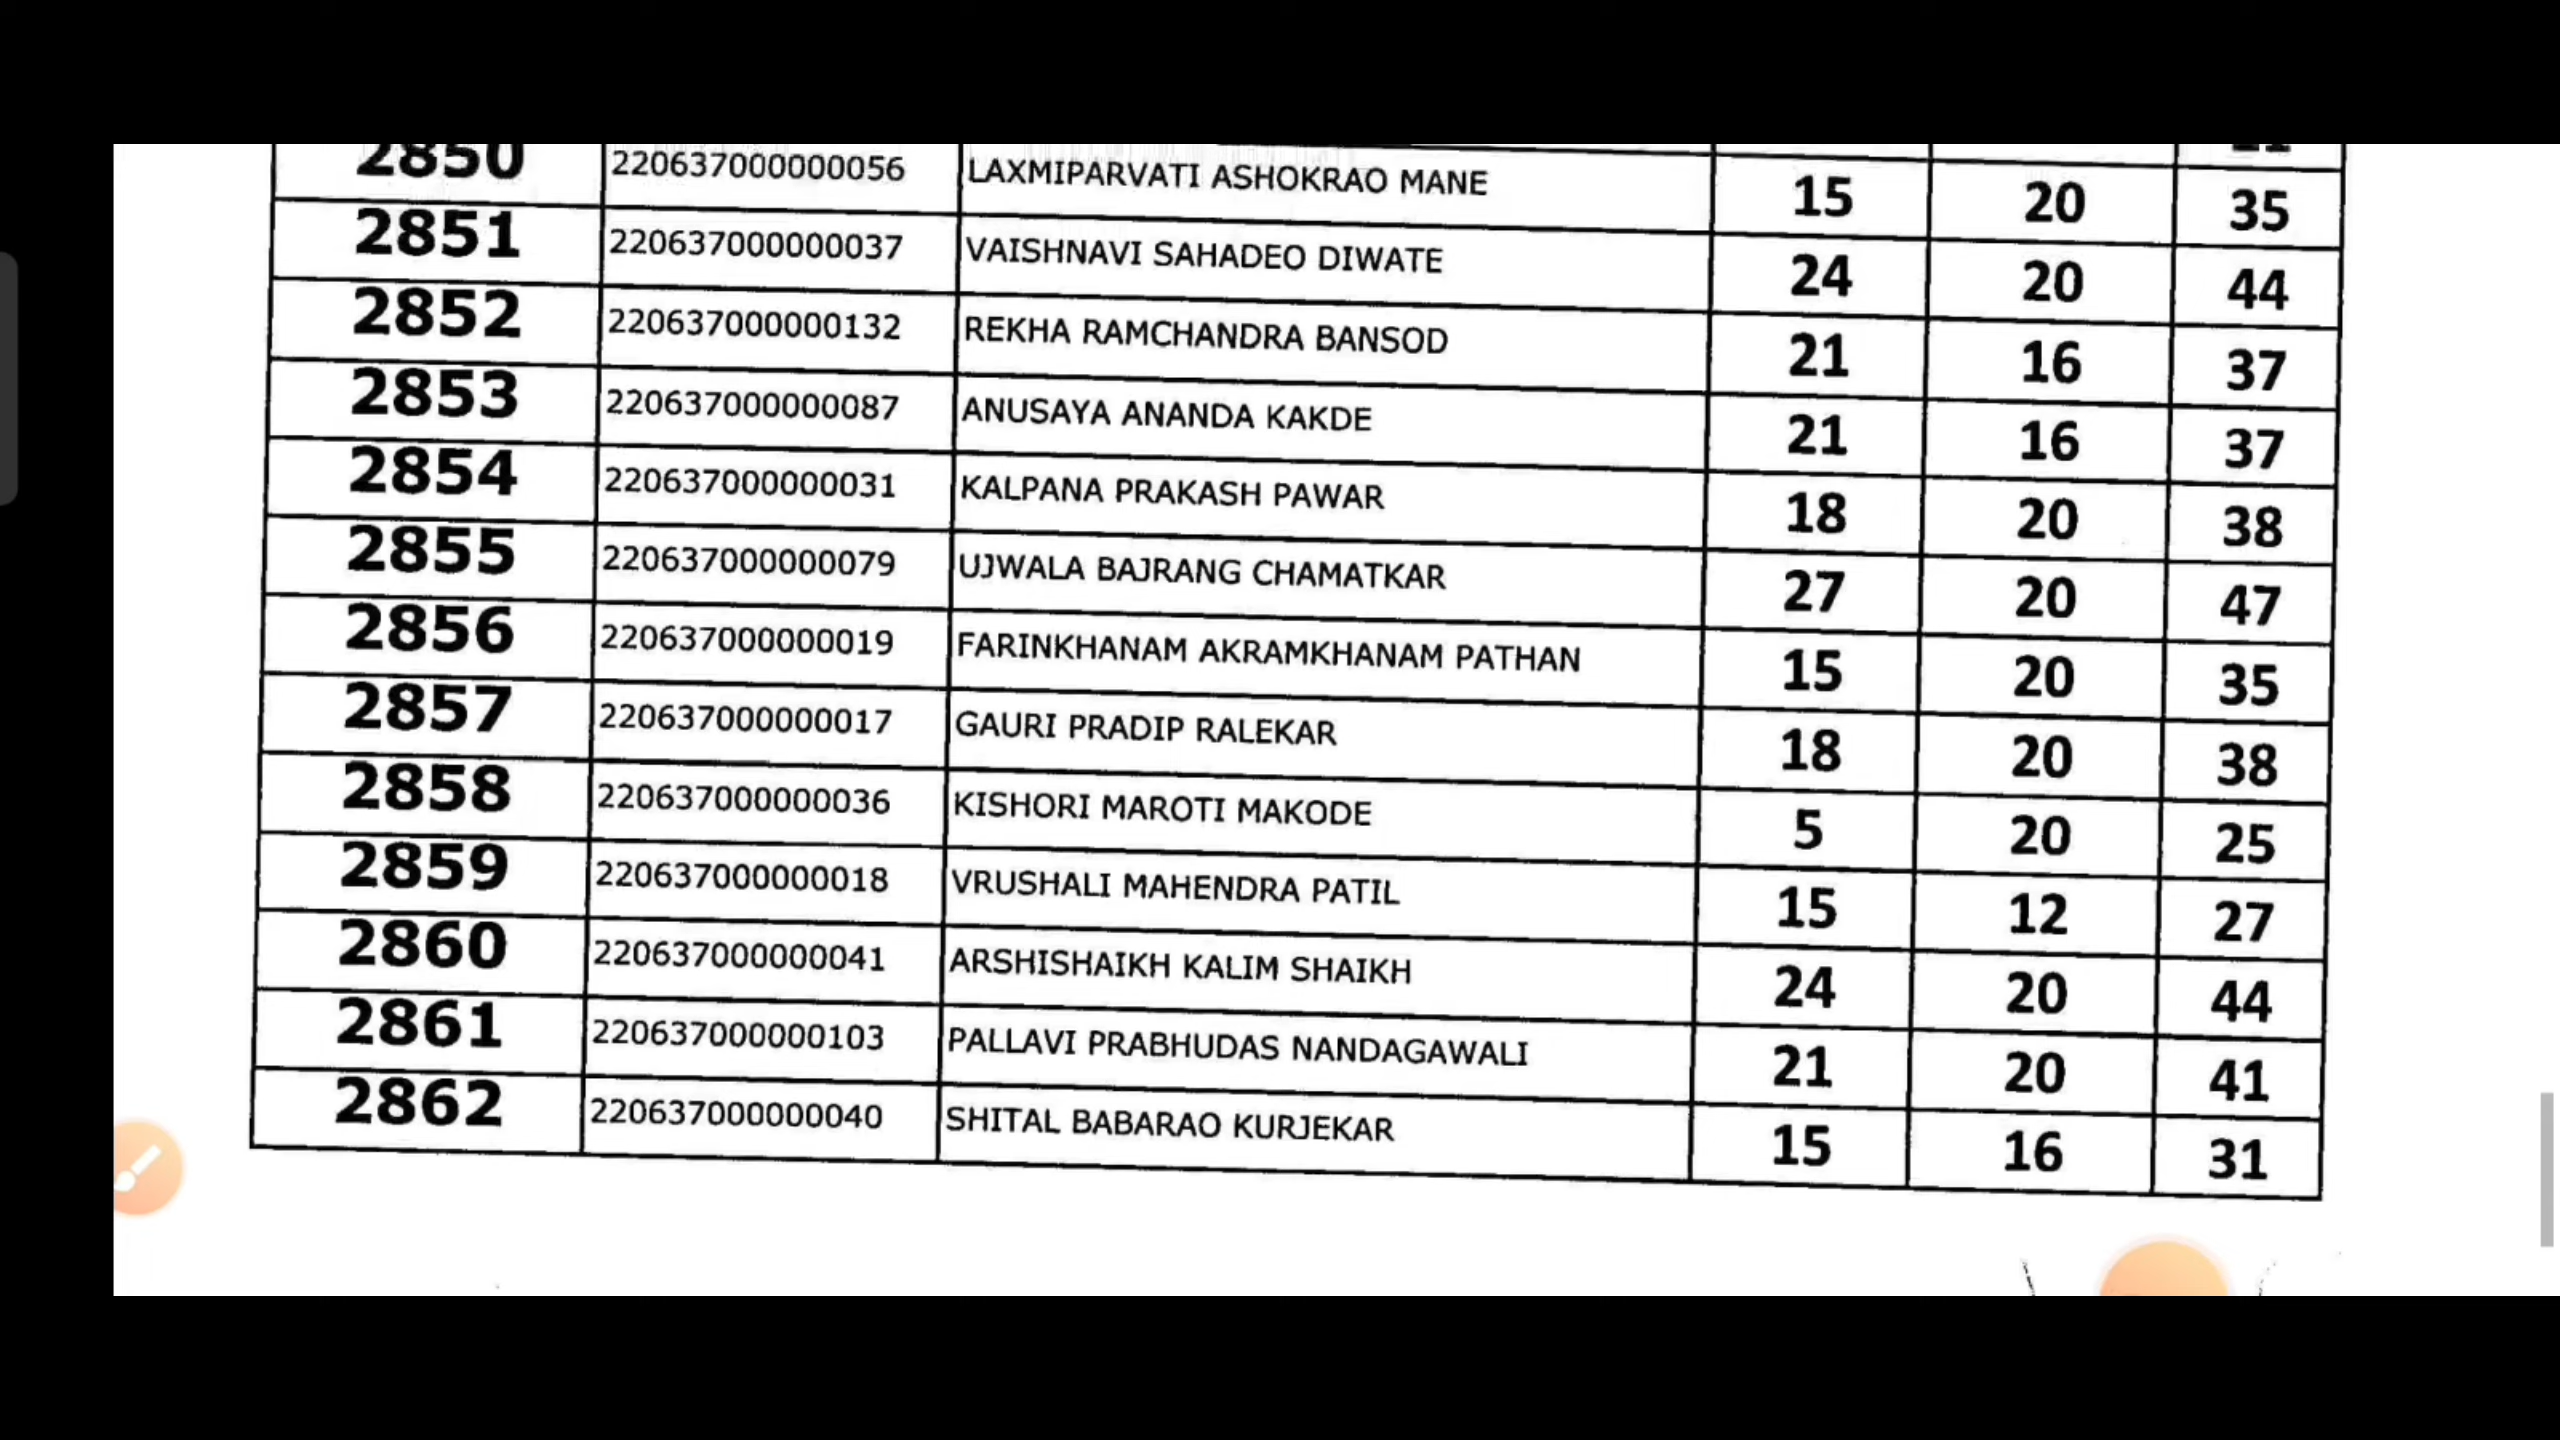 2850 220637000000056 LAXMIPARVATI ASHOKRAO MANE 15 20 35
2851 220637000000037 VAISHNAVI SAHADEO DIWATE 24 20 44
2852 220637000000132 REKHA RAMCHANDRA BANSOD 21 16 37
2853 220637000000087 ANUSAYA ANANDA KAKDE 21 16 37
2854 220637000000031 KALPANA PRAKASH PAWAR 18 20 38
2855 220637000000079 UJWALA BAJRANG CHAMATKAR 27 20 47
2856 220637000000019 FARINKHANAM AKRAMKHANAM PATHAN 15 20 35
2857 220637000000017 GAURI PRADIP RALEKAR 18 20 38
2858 220637000000036 KISHORI MAROTI MAKODE 5 20 25
2859 220637000000018 VRUSHALI MAHENDRA PATIL 15 12 27
2860 220637000000041 ARSHISHAIKH KALIM SHAIKH 24 20 44
2861 220637000000103 PALLAVI PRABHUDAS NANDAGAWALI 21 20 41
2862 220637000000040 SHITAL BABARAO KURJEKAR 15 16 31